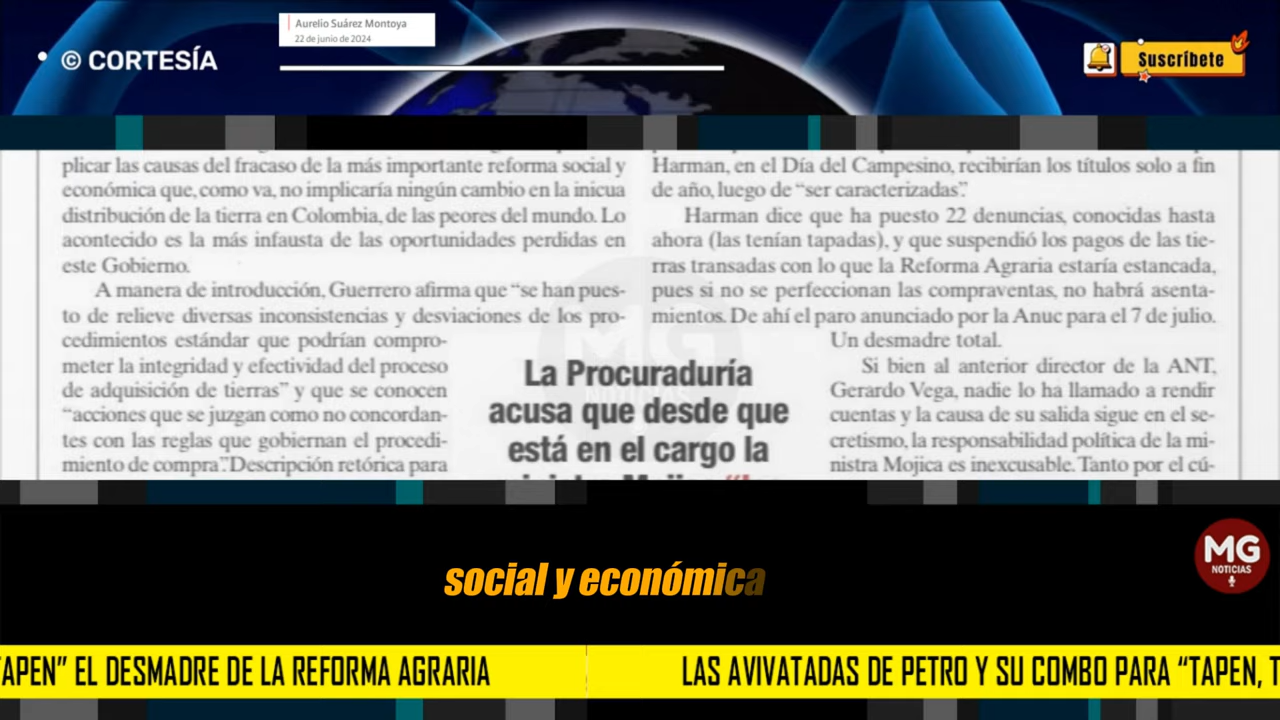 Aurelio Suárez Montoya
22 de junio de 2024
© CORTESÍA
Suscríbete
plicar las causas del fracaso de la más importante reforma social y
económica que, como va, no implicaría ningún cambio en la inicua
distribución de la tierra en Colombia, de las peores del mundo. Lo
acontecido es la más infausta de las oportunidades perdidas en
este Gobierno.
A manera de introducción, Guerrero afirma que “se han pues-
to de relieve diversas inconsistencias y desviaciones de los pro-
cedimientos estándar que podrían compro-
meter la integridad y efectividad del proceso
de adquisición de tierras” y que se conocen
“acciones que se juzgan como no concordan-
tes con las reglas que gobiernan el procedi-
miento de compra”. Descripción retórica para
La Procuraduría
acusa que desde que
está en el cargo la
Harman, en el Día del Campesino, recibirían los títulos solo a fin
de año, luego de “ser caracterizadas”.
Harman dice que ha puesto 22 denuncias, conocidas hasta
ahora (las tenían tapadas), y que suspendió los pagos de las tie-
rras transadas con lo que la Reforma Agraria estaría estancada,
pues si no se perfeccionan las compraventas, no habrá asenta-
mientos. De ahí el paro anunciado por la Anuc para el 7 de julio.
Un desmadre total.
Si bien al anterior director de la ANT,
Gerardo Vega, nadie lo ha llamado a rendir
cuentas y la causa de su salida sigue en el se-
cretismo, la responsabilidad política de la mi-
nistra Mojica es inexcusable. Tanto por el cú-
MG
NOTICIAS
social y económica
TAPEN” EL DESMADRE DE LA REFORMA AGRARIA
LAS AVIVATADAS DE PETRO Y SU COMBO PARA “TAPEN, T